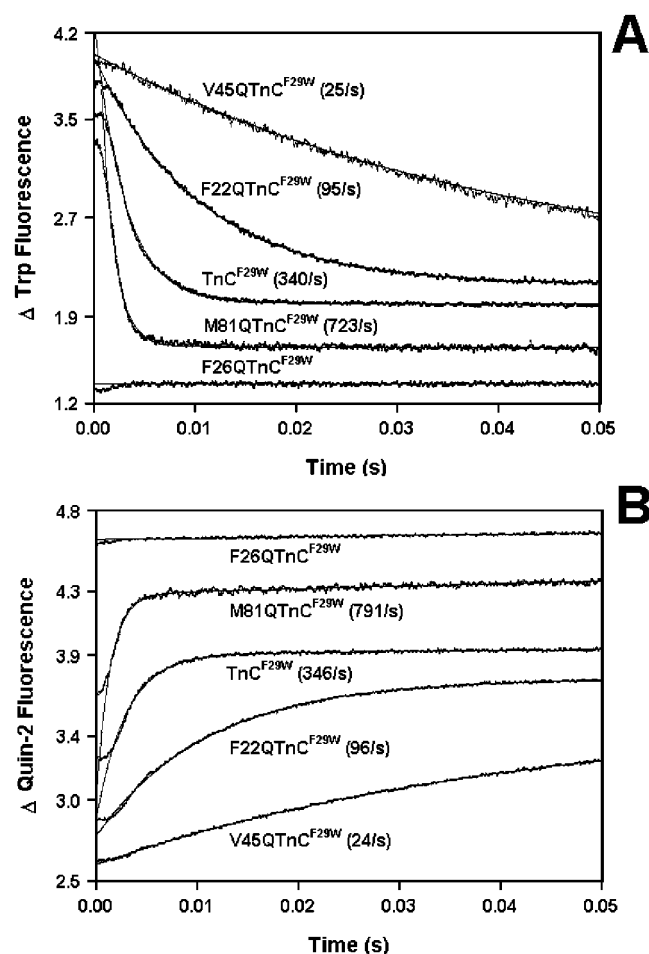 A
4.2
3.5
2.7
1.9
1.2
Δ Trp Fluorescence
V45QTnC^F29W (25/s)
F22QTnC^F29W (95/s)
TnC^F29W (340/s)
M81QTnC^F29W (723/s)
F26QTnC^F29W
0.00 0.01 0.02 0.03 0.04 0.05
Time (s)
B
4.8
4.3
3.9
3.4
3.0
2.5
Δ Quin-2 Fluorescence
F26QTnC^F29W
M81QTnC^F29W (791/s)
TnC^F29W (346/s)
F22QTnC^F29W (96/s)
V45QTnC^F29W (24/s)
0.00 0.01 0.02 0.03 0.04 0.05
Time (s)